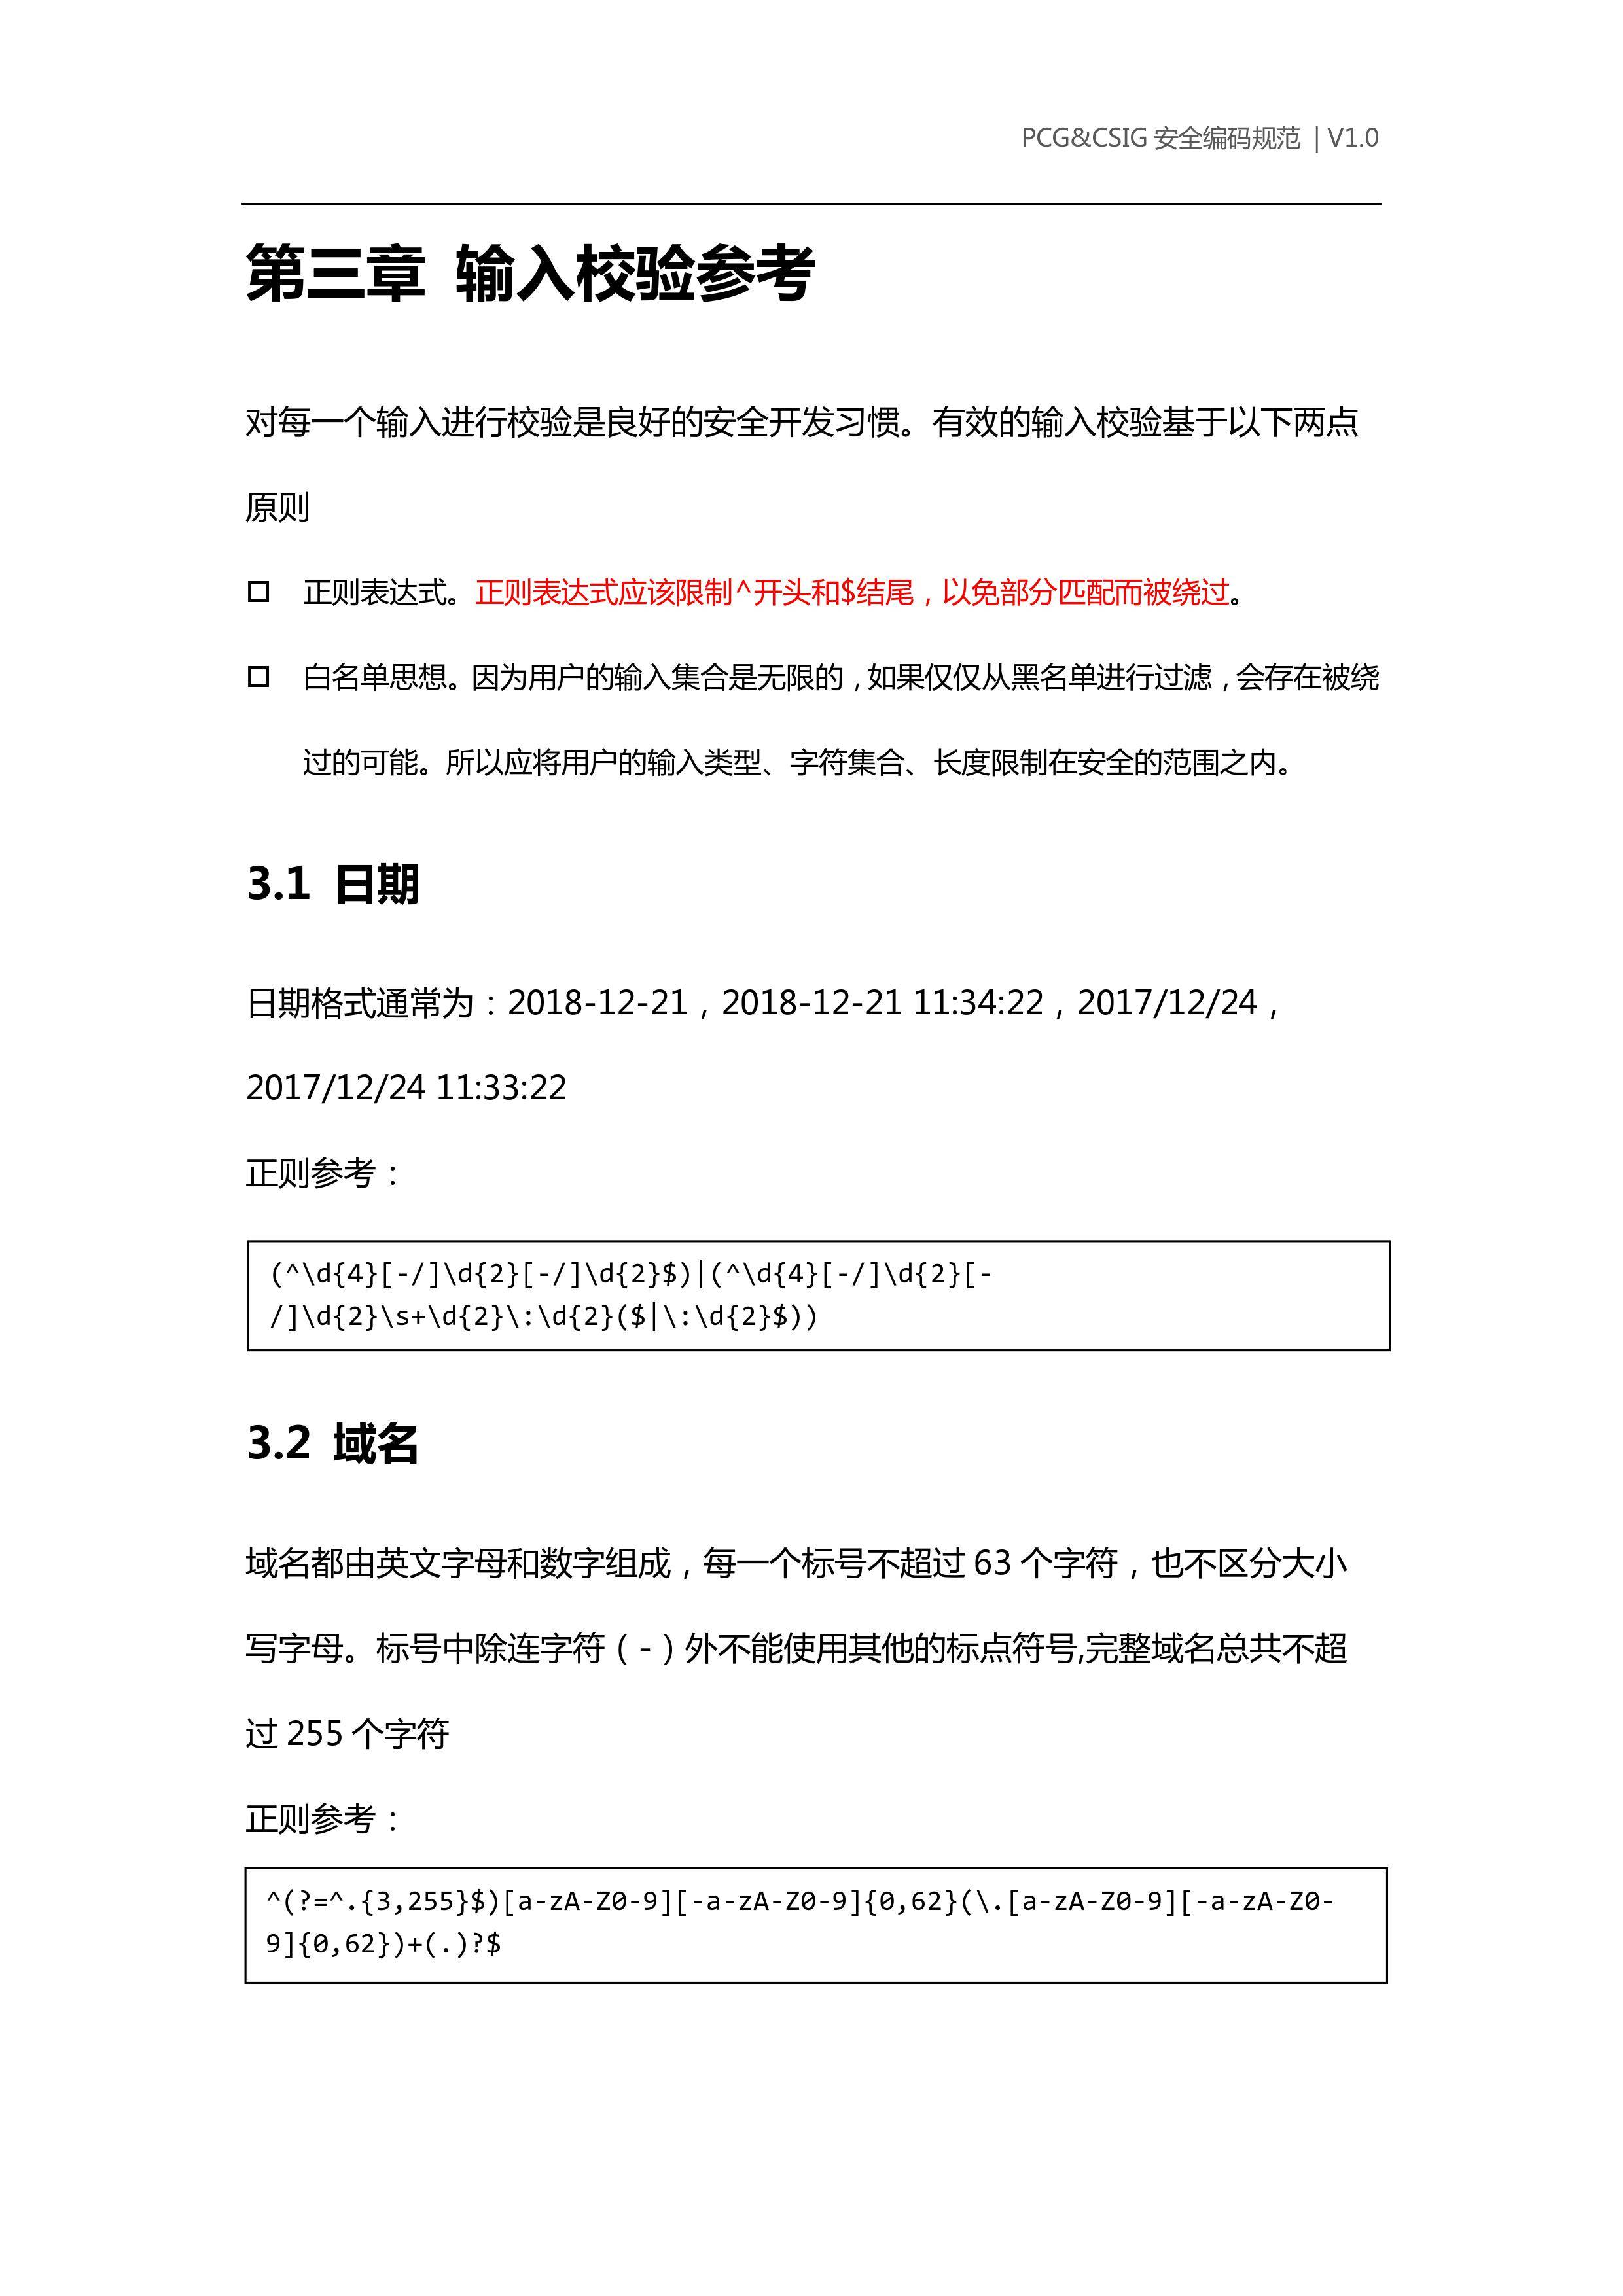 PCG&CSIG 安全编码规范 | V1.0
第三章 输入校验参考
对每一个输入进行校验是良好的安全开发习惯。有效的输入校验基于以下两点
原则
□ 正则表达式。正则表达式应该限制^开头和$结尾，以免部分匹配而被绕过。
□ 白名单思想。因为用户的输入集合是无限的，如果仅仅从黑名单进行过滤，会存在被绕
过的可能。所以应将用户的输入类型、字符集合、长度限制在安全的范围之内。
3.1 日期
日期格式通常为：2018-12-21，2018-12-21 11:34:22，2017/12/24，
2017/12/24 11:33:22
正则参考：
(^\d{4}[-/]\d{2}[-/]\d{2}$)|(^\d{4}[-/]\d{2}[-
/]\d{2}\s+\d{2}\:\d{2}($|\:\d{2}$))
3.2 域名
域名都由英文字母和数字组成，每一个标号不超过 63 个字符，也不区分大小
写字母。标号中除连字符（-）外不能使用其他的标点符号,完整域名总共不超
过 255 个字符
正则参考：
^(?=^.{3,255}$)[a-zA-Z0-9][-a-zA-Z0-9]{0,62}(\.[a-zA-Z0-9][-a-zA-Z0-
9]{0,62})+(.)?$